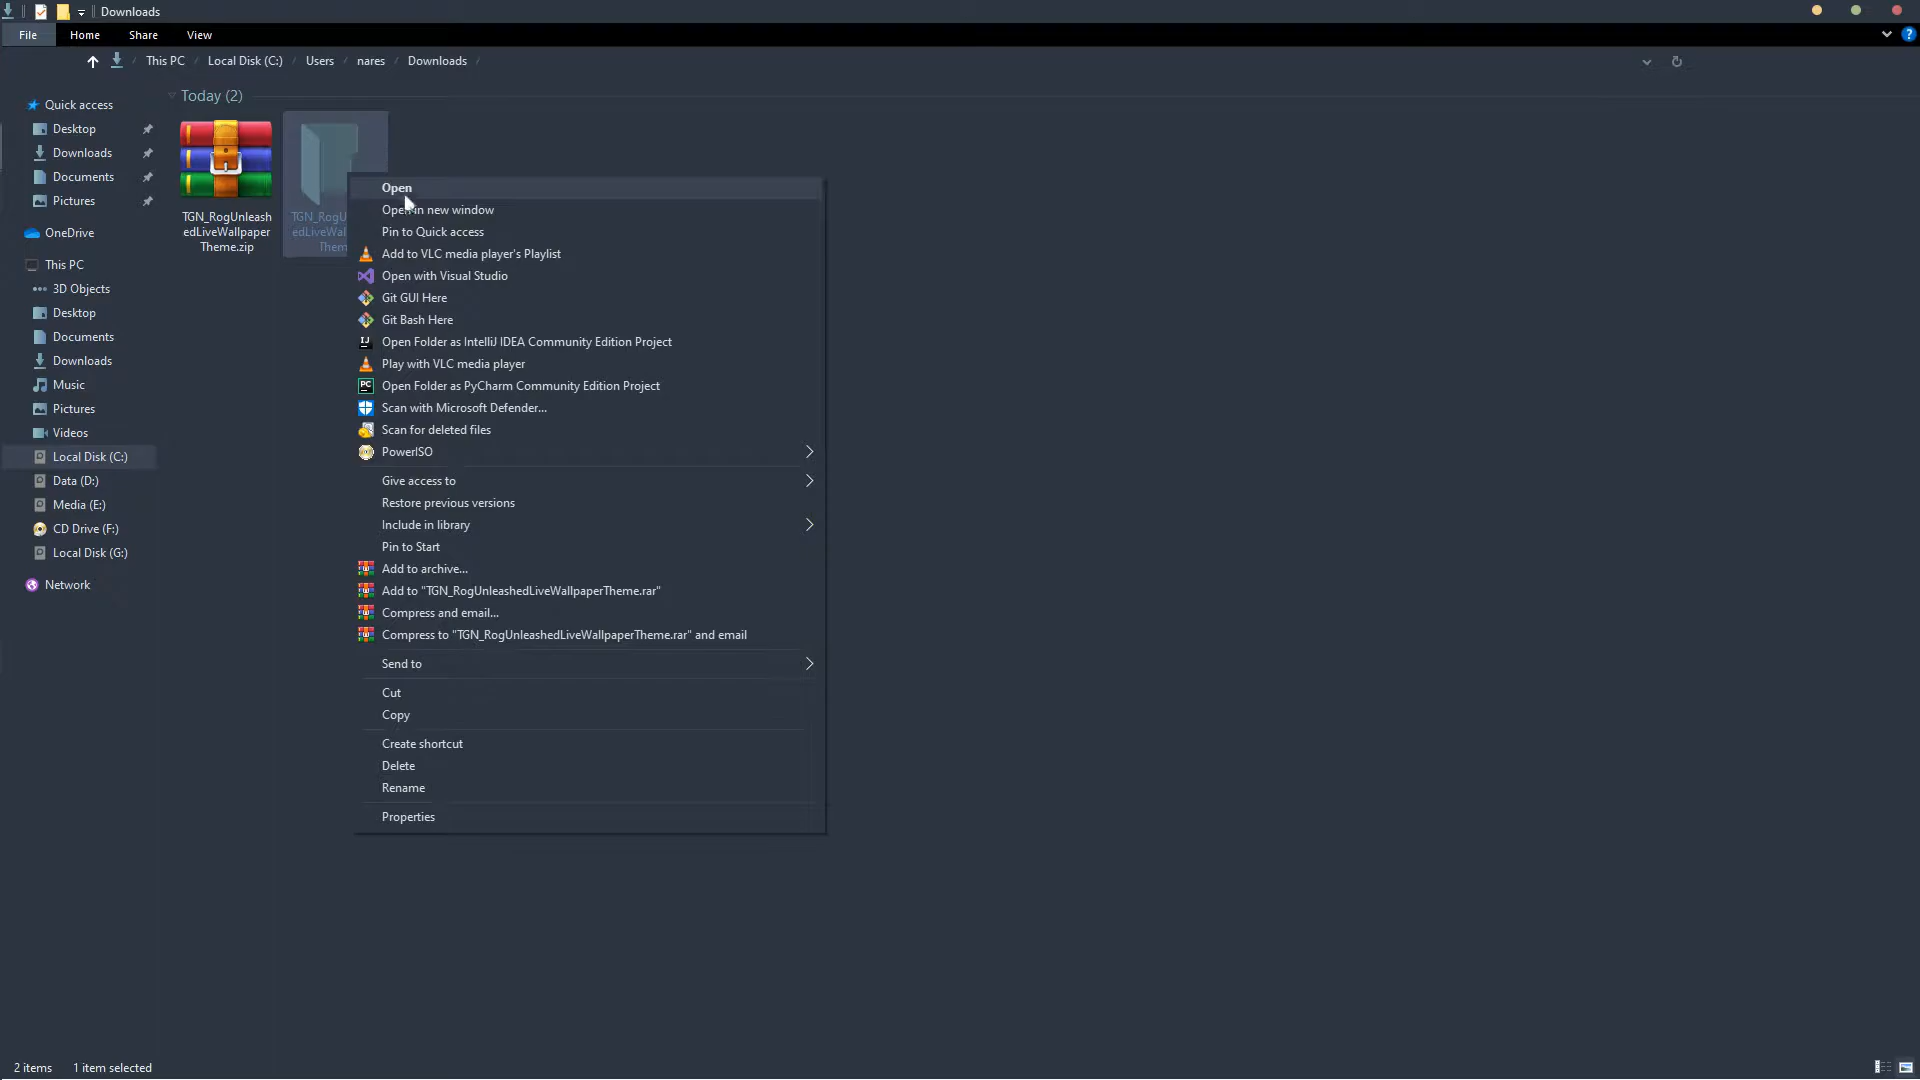 Downloads
File Home Share View
This PC Local Disk (C:) Users nares Downloads
Quick access
Desktop
Downloads
Documents
Pictures
OneDrive
This PC
3D Objects
Desktop
Documents
Downloads
Music
Pictures
Videos
Local Disk (C:)
Data (D:)
Media (E:)
CD Drive (F:)
Local Disk (G:)
Network
Today (2)
TGN_RogUnleash
edLiveWallpaper
Theme.zip
TGN_RogU
edLiveWal
Them
Open
Open in new window
Pin to Quick access
Add to VLC media player's Playlist
Open with Visual Studio
Git GUI Here
Git Bash Here
Open Folder as IntelliJ IDEA Community Edition Project
Play with VLC media player
Open Folder as PyCharm Community Edition Project
Scan with Microsoft Defender...
Scan for deleted files
PowerISO
Give access to
Restore previous versions
Include in library
Pin to Start
Add to archive...
Add to "TGN_RogUnleashedLiveWallpaperTheme.rar"
Compress and email...
Compress to "TGN_RogUnleashedLiveWallpaperTheme.rar" and email
Send to
Cut
Copy
Create shortcut
Delete
Rename
Properties
2 items 1 item selected